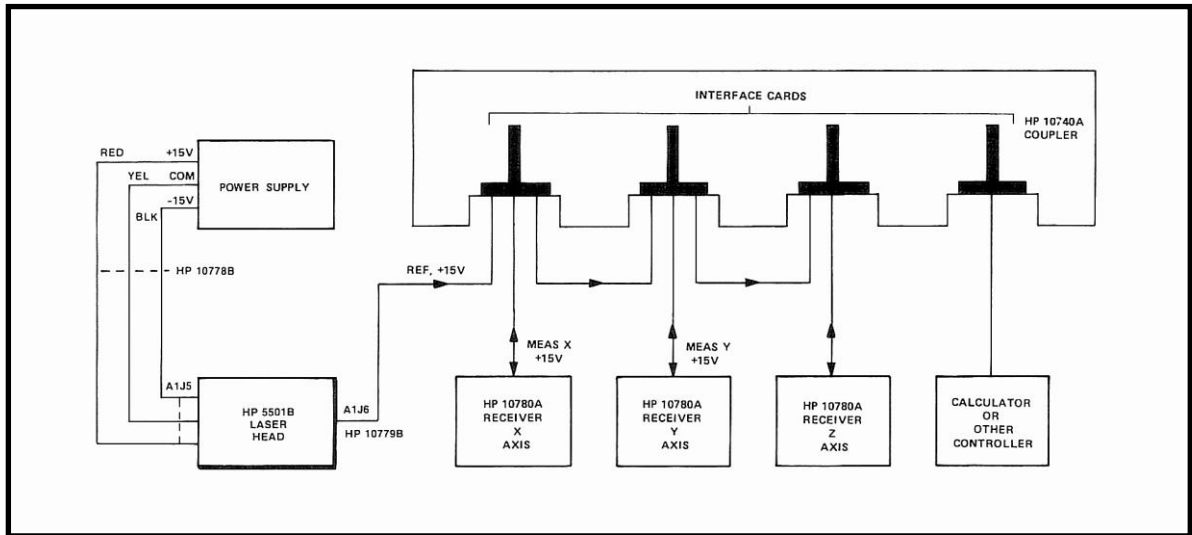 INTERFACE CARDS
HP 10740A
COUPLER
RED
+15V
YEL
COM
-15V
BLK
POWER SUPPLY
HP 10778B
REF, +15V
MEAS X
+15V
MEAS Y
+15V
A1J5
HP 5501B
LASER
HEAD
A1J6
HP 10779B
HP 10780A
RECEIVER
X
AXIS
HP 10780A
RECEIVER
Y
AXIS
HP 10780A
RECEIVER
Z
AXIS
CALCULATOR
OR
OTHER
CONTROLLER